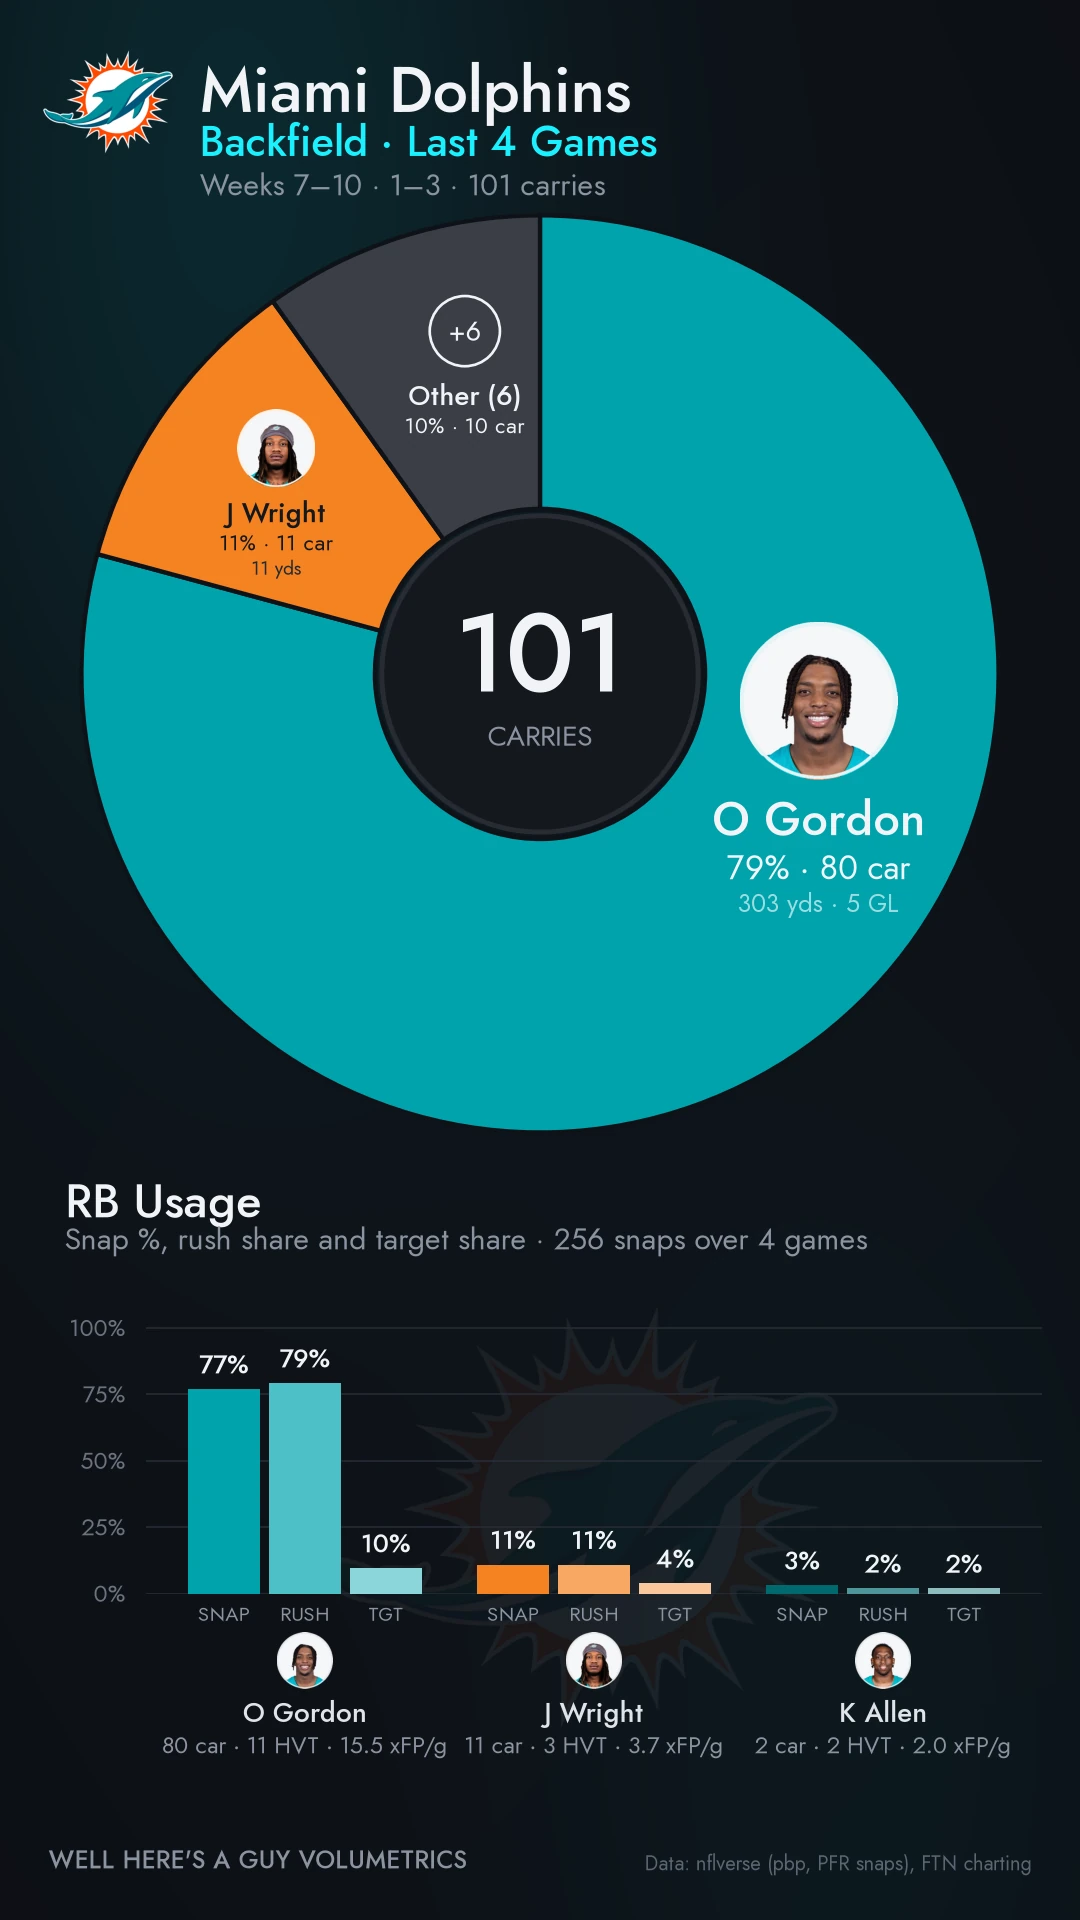 Miami Dolphins
Backfield · Last 4 Games
Weeks 7–10 · 1–3 · 101 carries
+6
Other (6)
10% · 10 car
J Wright
11% · 11 car
11 yds
101
CARRIES
O Gordon
79% · 80 car
303 yds · 5 GL
RB Usage
Snap %, rush share and target share · 256 snaps over 4 games
100%
75%
50%
25%
0%
77% 79% 10% 11% 11% 4% 3% 2% 2%
SNAP RUSH TGT SNAP RUSH TGT SNAP RUSH TGT
O Gordon J Wright K Allen
80 car · 11 HVT · 15.5 xFP/g 11 car · 3 HVT · 3.7 xFP/g 2 car · 2 HVT · 2.0 xFP/g
WELL HERE'S A GUY VOLUMETRICS
Data: nflverse (pbp, PFR snaps), FTN charting